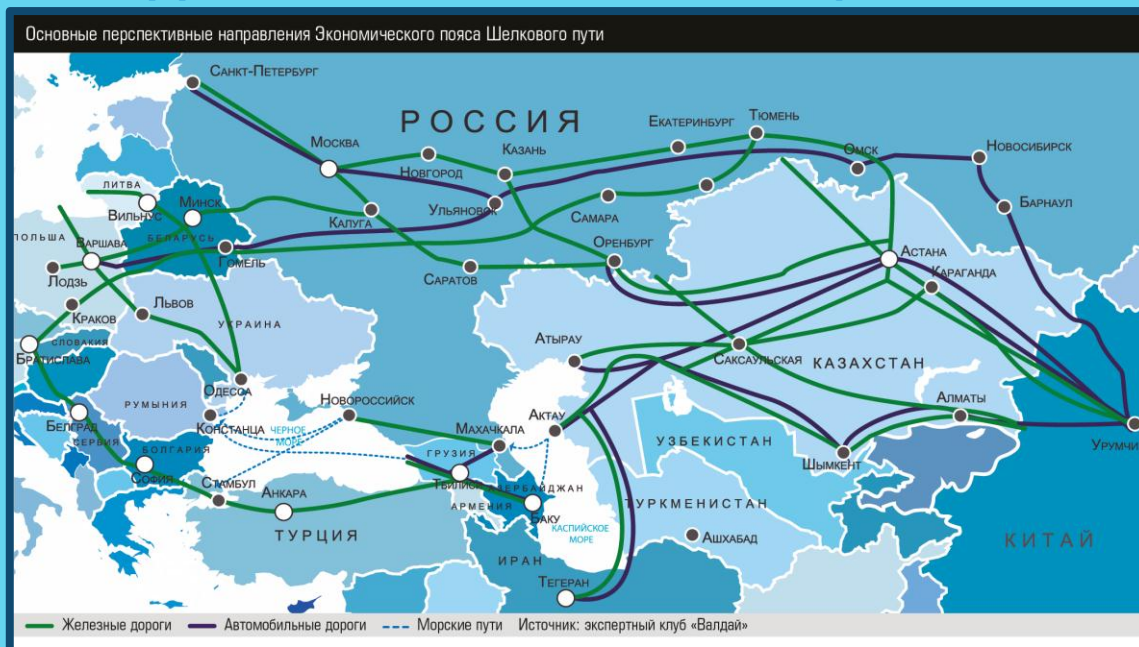 Основные перспективные направления Экономического пояса Шелкового пути
САНКТ-ПЕТЕРБУРГ
РОССИЯ
МОСКВА
НОВГОРОД
КАЗАНЬ
ЕКАТЕРИНБУРГ
ТЮМЕНЬ
ОМСК
НОВОСИБИРСК
БАРНАУЛ
ЛИТВА
ВИЛЬНУС
МИНСК
БЕЛАРУСЬ
КАЛУГА
УЛЬЯНОВСК
САМАРА
ПОЛЬША
ВАРШАВА
ГОМЕЛЬ
ОРЕНБУРГ
АСТАНА
ЛОДЗЬ
САРАТОВ
КАРАГАНДА
КРАКОВ
ЛЬВОВ
УКРАИНА
СЛОВАКИЯ
БРАТИСЛАВА
АТЫРАУ
САКСАУЛЬСКАЯ
КАЗАХСТАН
ОДЕССА
РУМЫНИЯ
НОВОРОССИЙСК
АЛМАТЫ
БЕЛГРАД
СЕРВИЯ
КОНСТАНЦА
ЧЕРНОЕ
МОРЕ
МАХАЧКАЛА
АКТАУ
УЗБЕКИСТАН
УРУМЧИ
БОЛГАРИЯ
СОФИЯ
ГРУЗИЯ
ТБИЛИСИ
ШЫМКЕНТ
СТАМБУЛ
АНКАРА
АЗЕРБАЙДЖАН
АРМЕНИЯ
БАКУ
ТУРКМЕНИСТАН
ТУРЦИЯ
КАСПИЙСКОЕ
МОРЕ
АШХАБАД
КИТАЙ
ИРАН
ТЕГЕРАН
Железные дороги Автомобильные дороги Морские пути Источник: экспертный клуб «Валдай»